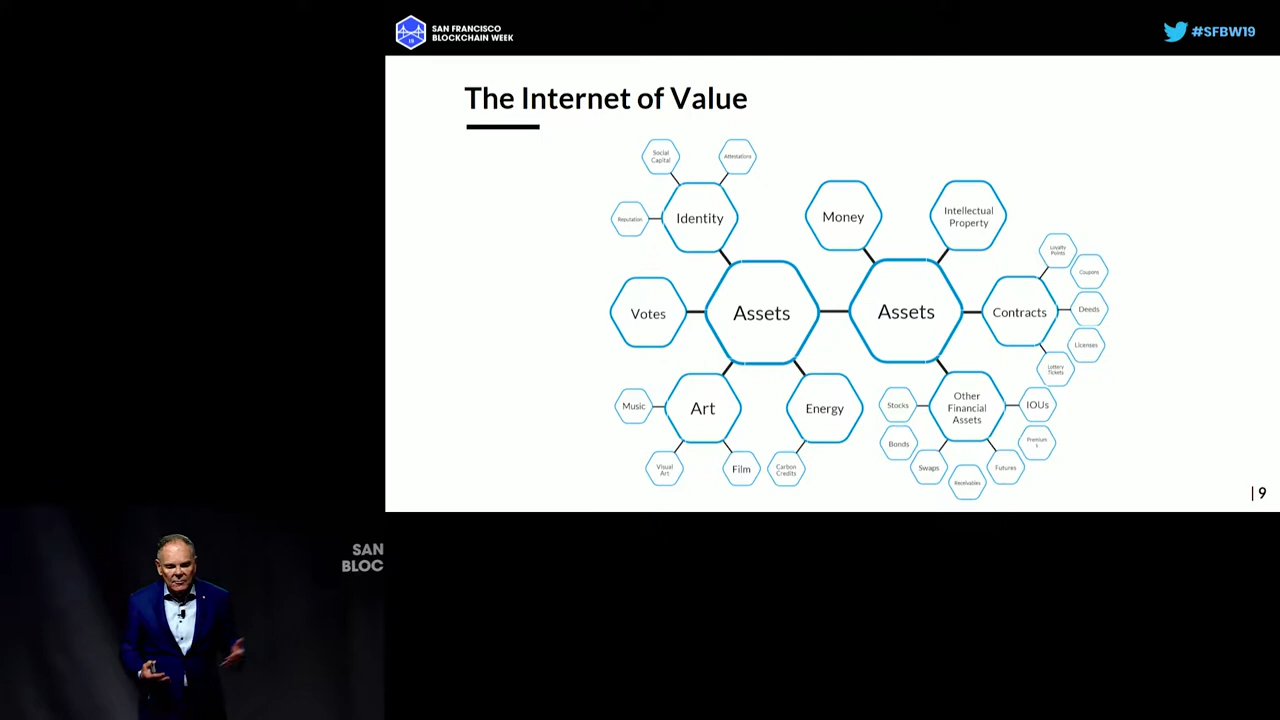 SAN FRANCISCO
BLOCKCHAIN WEEK
#SFBW19
The Internet of Value
Social
Capital
Attestations
Reputation
Identity
Money
Intellectual
Property
Votes
Assets
Assets
Contracts
Loyalty
Points
Coupons
Deeds
Licenses
Lottery
Tickets
Music
Art
Visual
Art
Film
Energy
Carbon
Credits
Other
Financial
Assets
Stocks
Bonds
Swaps
Receivables
Futures
Premium
s
IOUs
| 9
SAN
BLOC